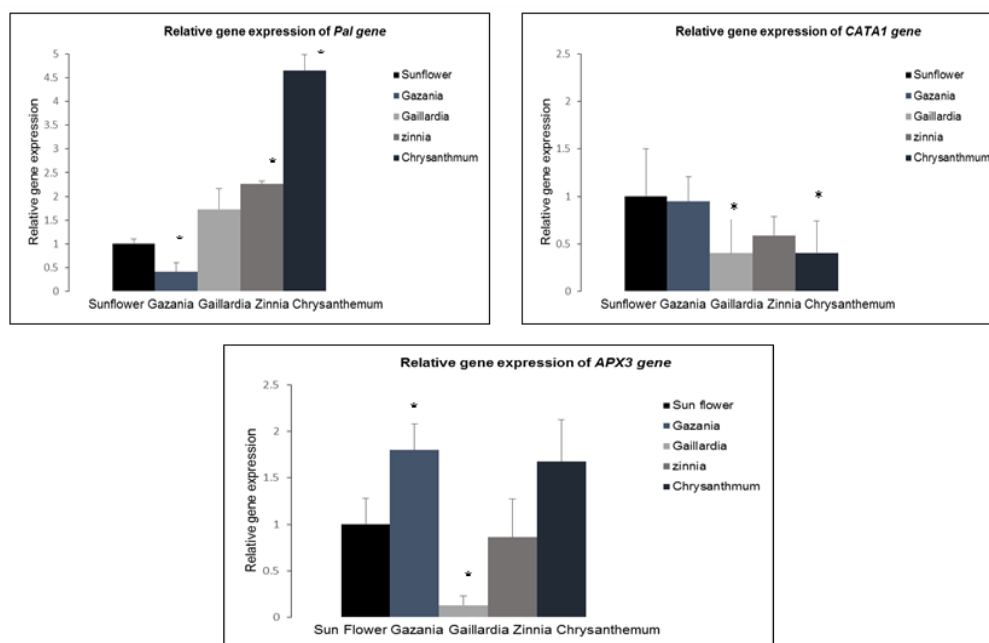 Relative gene expression of Pal gene
Relative gene expression
5
4.5
4
3.5
3
2.5
2
1.5
1
0.5
0
*
*
*
Sunflower
Gazania
Gaillardia
zinnia
Chrysanthmum
Sunflower Gazania Gaillardia Zinnia Chrysanthemum
Relative gene expression of CATA1 gene
Relative gene expression
2.5
2
1.5
1
0.5
0
*
*
Sunflower
Gazania
Gaillardia
zinnia
Chrysanthmum
Sunflower Gazania Gaillardia Zinnia Chrysanthemum
Relative gene expression of APX3 gene
Relative gene expression
2.5
2
1.5
1
0.5
0
*
*
Sun flower
Gazania
Gaillardia
zinnia
Chrysanthmum
Sun Flower Gazania Gaillardia Zinnia Chrysanthemum